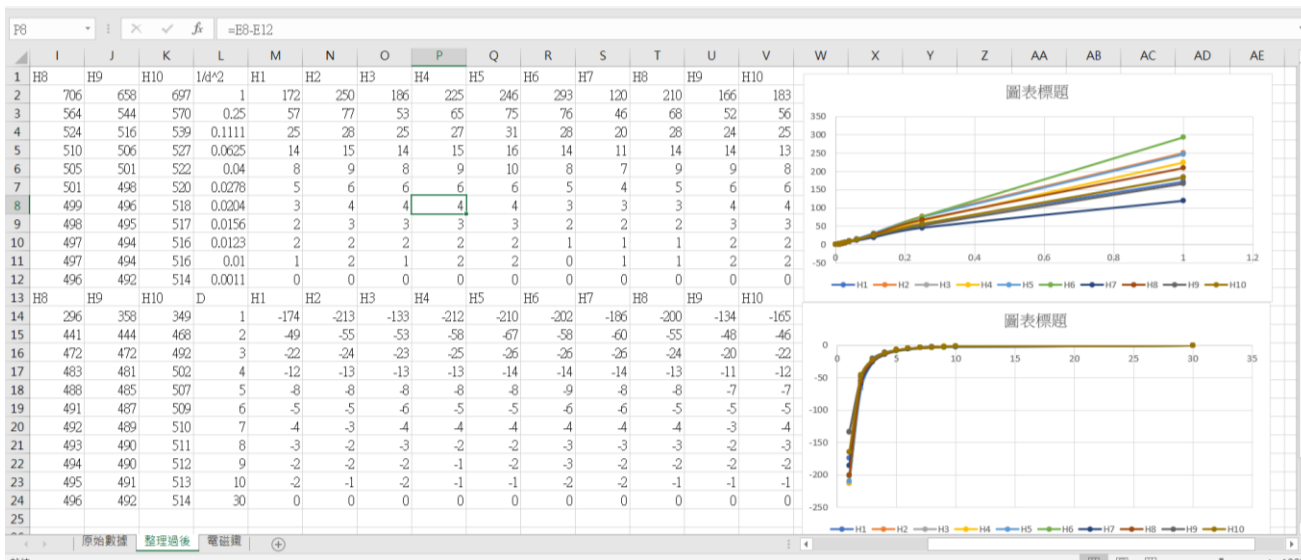 P8 fx =E8-E12
I J K L M N O P Q R S T U V W X Y Z AA AB AC AD AE
1 H8 H9 H10 1/d^2 H1 H2 H3 H4 H5 H6 H7 H8 H9 H10
2 706 658 697 1 172 250 186 225 246 293 120 210 166 183
3 564 544 570 0.25 57 77 53 65 75 76 46 68 52 56
4 524 516 539 0.1111 25 28 25 27 31 28 20 28 24 25
5 510 506 527 0.0625 14 15 14 15 16 14 11 14 14 13
6 505 501 522 0.04 8 9 8 9 10 8 7 9 9 8
7 501 498 520 0.0278 5 6 6 6 6 5 4 5 6 6
8 499 496 518 0.0204 3 4 4 4 4 3 3 3 4 4
9 498 495 517 0.0156 2 3 3 3 3 2 2 2 3 3
10 497 494 516 0.0123 2 2 2 2 2 1 1 1 2 2
11 497 494 516 0.01 1 2 1 2 2 0 1 1 2 2
12 496 492 514 0.0011 0 0 0 0 0 0 0 0 0 0
13 H8 H9 H10 D H1 H2 H3 H4 H5 H6 H7 H8 H9 H10
14 296 358 349 1 -174 -213 -133 -212 -210 -202 -186 -200 -134 -165
15 441 444 468 2 -49 -55 -53 -58 -67 -58 -60 -55 -48 -46
16 472 472 492 3 -22 -24 -23 -25 -26 -26 -26 -24 -20 -22
17 483 481 502 4 -12 -13 -13 -13 -14 -14 -14 -13 -11 -12
18 488 485 507 5 -8 -8 -8 -8 -8 -9 -8 -8 -7 -7
19 491 487 509 6 -5 -5 -6 -5 -5 -6 -6 -5 -5 -5
20 492 489 510 7 -4 -3 -4 -4 -4 -4 -4 -4 -3 -4
21 493 490 511 8 -3 -2 -3 -2 -2 -3 -3 -3 -2 -3
22 494 490 512 9 -2 -2 -2 -1 -2 -3 -2 -2 -2 -2
23 495 491 513 10 -2 -1 -2 -1 -1 -2 -2 -1 -1 -1
24 496 492 514 30 0 0 0 0 0 0 0 0 0 0
25
圖表標題
350
300
250
200
150
100
50
0
-50
0 0.2 0.4 0.6 0.8 1 1.2
H1 H2 H3 H4 H5 H6 H7 H8 H9 H10
圖表標題
0
-50
-100
-150
-200
-250
0 5 10 15 20 25 30 35
H1 H2 H3 H4 H5 H6 H7 H8 H9 H10
原始數據 整理過後 電磁鐵